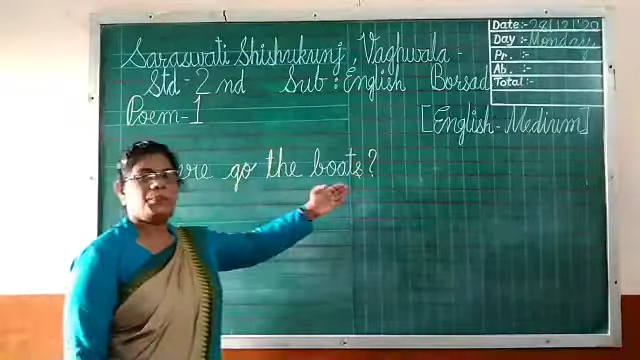 Saraswati Shishukunj, Vaghwala -
Std - 2nd Sub : English Borsad
Poem - 1
[English - Medium]
ere go the boats?
Date:- 28/12/'20
Day:- Monday,
Pr. :-
Ab. :-
Total:-